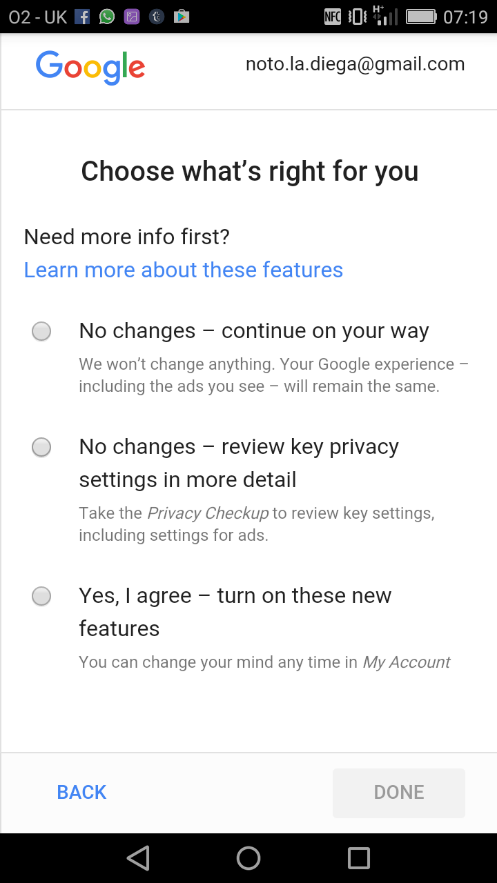 O2 - UK NFC H+ 07:19
Google noto.la.diega@gmail.com
Choose what’s right for you
Need more info first?
Learn more about these features
No changes – continue on your way
We won’t change anything. Your Google experience –
including the ads you see – will remain the same.
No changes – review key privacy
settings in more detail
Take the Privacy Checkup to review key settings,
including settings for ads.
Yes, I agree – turn on these new
features
You can change your mind any time in My Account
BACK DONE